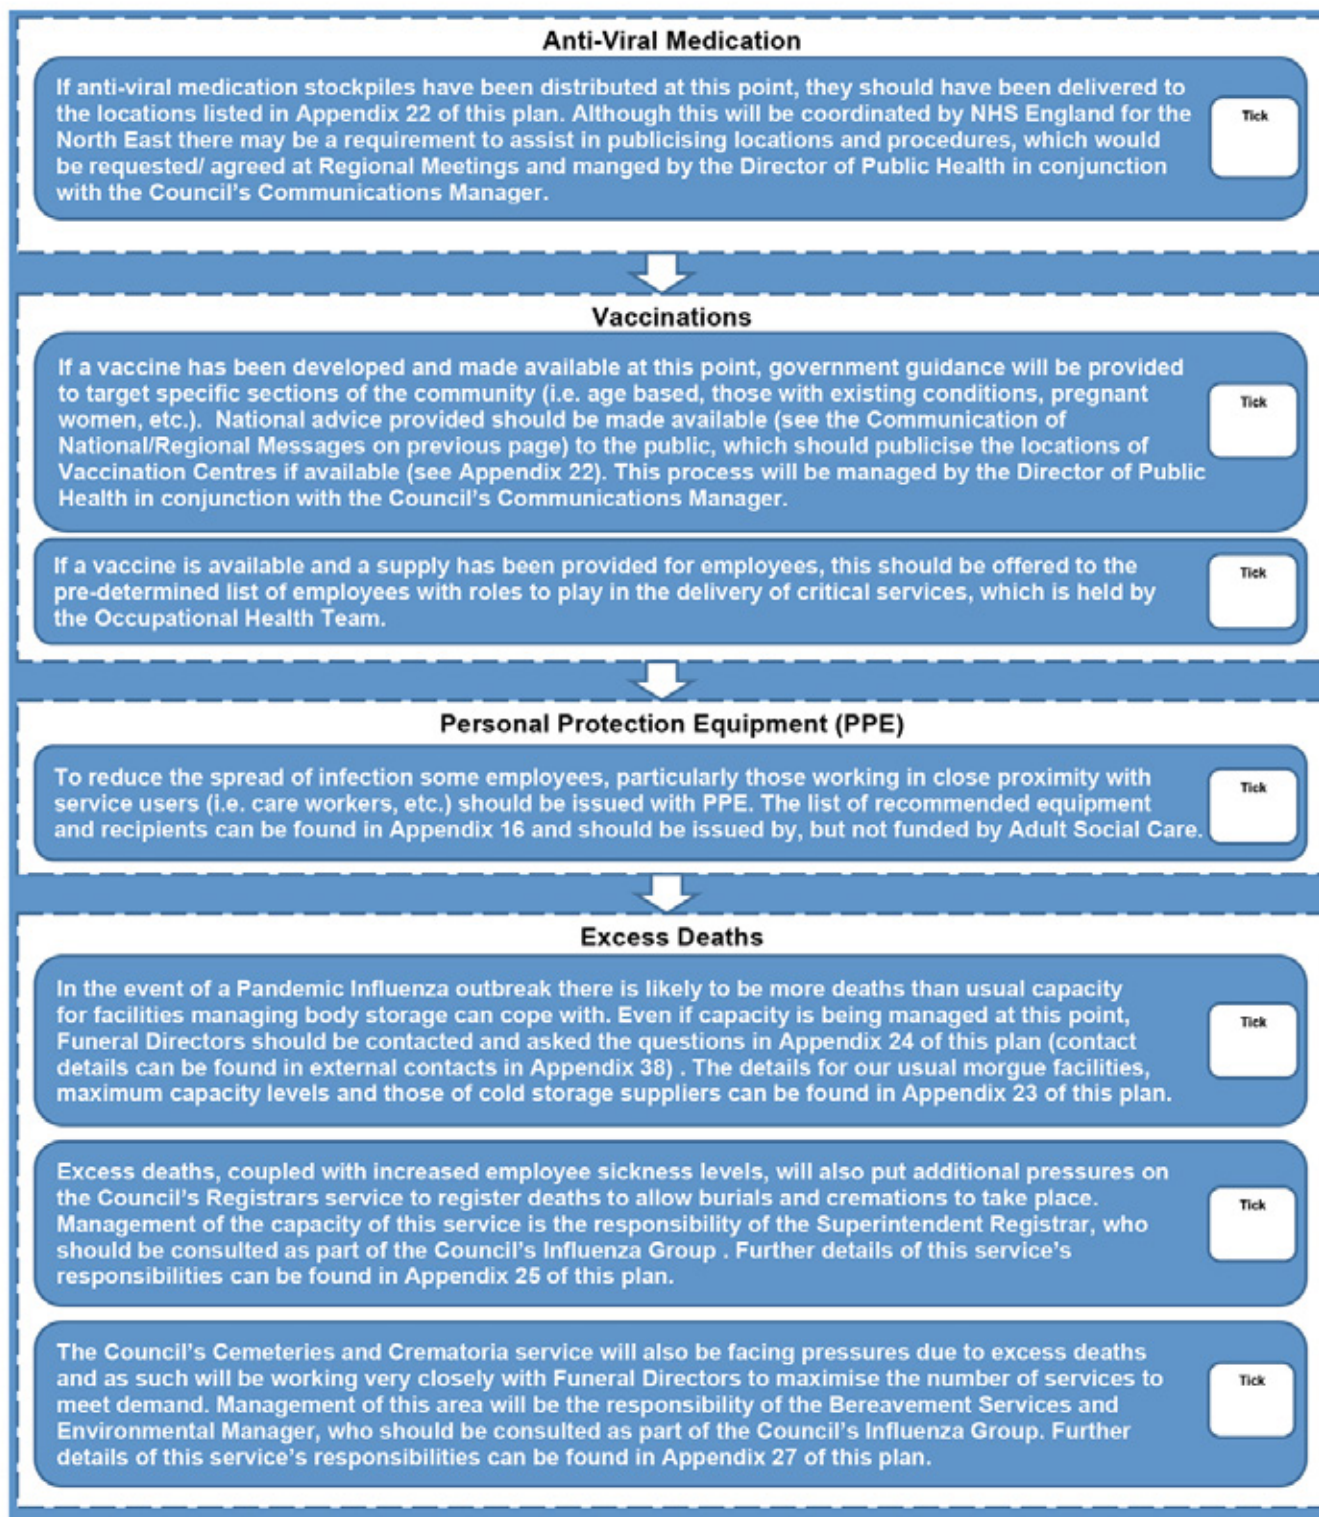 Anti-Viral Medication
If anti-viral medication stockpiles have been distributed at this point, they should have been delivered to
the locations listed in Appendix 22 of this plan. Although this will be coordinated by NHS England for the
North East there may be a requirement to assist in publicising locations and procedures, which would
be requested/ agreed at Regional Meetings and manged by the Director of Public Health in conjunction
with the Council's Communications Manager.
Tick
Vaccinations
If a vaccine has been developed and made available at this point, government guidance will be provided
to target specific sections of the community (i.e. age based, those with existing conditions, pregnant
women, etc.).  National advice provided should be made available (see the Communication of
National/Regional Messages on previous page) to the public, which should publicise the locations of
Vaccination Centres if available (see Appendix 22). This process will be managed by the Director of Public
Health in conjunction with the Council's Communications Manager.
Tick
If a vaccine is available and a supply has been provided for employees, this should be offered to the
pre-determined list of employees with roles to play in the delivery of critical services, which is held by
the Occupational Health Team.
Tick
Personal Protection Equipment (PPE)
To reduce the spread of infection some employees, particularly those working in close proximity with
service users (i.e. care workers, etc.) should be issued with PPE. The list of recommended equipment
and recipients can be found in Appendix 16 and should be issued by, but not funded by Adult Social Care.
Tick
Excess Deaths
In the event of a Pandemic Influenza outbreak there is likely to be more deaths than usual capacity
for facilities managing body storage can cope with. Even if capacity is being managed at this point,
Funeral Directors should be contacted and asked the questions in Appendix 24 of this plan (contact
details can be found in external contacts in Appendix 38) . The details for our usual morgue facilities,
maximum capacity levels and those of cold storage suppliers can be found in Appendix 23 of this plan.
Tick
Excess deaths, coupled with increased employee sickness levels, will also put additional pressures on
the Council's Registrars service to register deaths to allow burials and cremations to take place.
Management of the capacity of this service is the responsibility of the Superintendent Registrar, who
should be consulted as part of the Council's Influenza Group . Further details of this service's
responsibilities can be found in Appendix 25 of this plan.
Tick
The Council's Cemeteries and Crematoria service will also be facing pressures due to excess deaths
and as such will be working very closely with Funeral Directors to maximise the number of services to
meet demand. Management of this area will be the responsibility of the Bereavement Services and
Environmental Manager, who should be consulted as part of the Council's Influenza Group. Further
details of this service's responsibilities can be found in Appendix 27 of this plan.
Tick